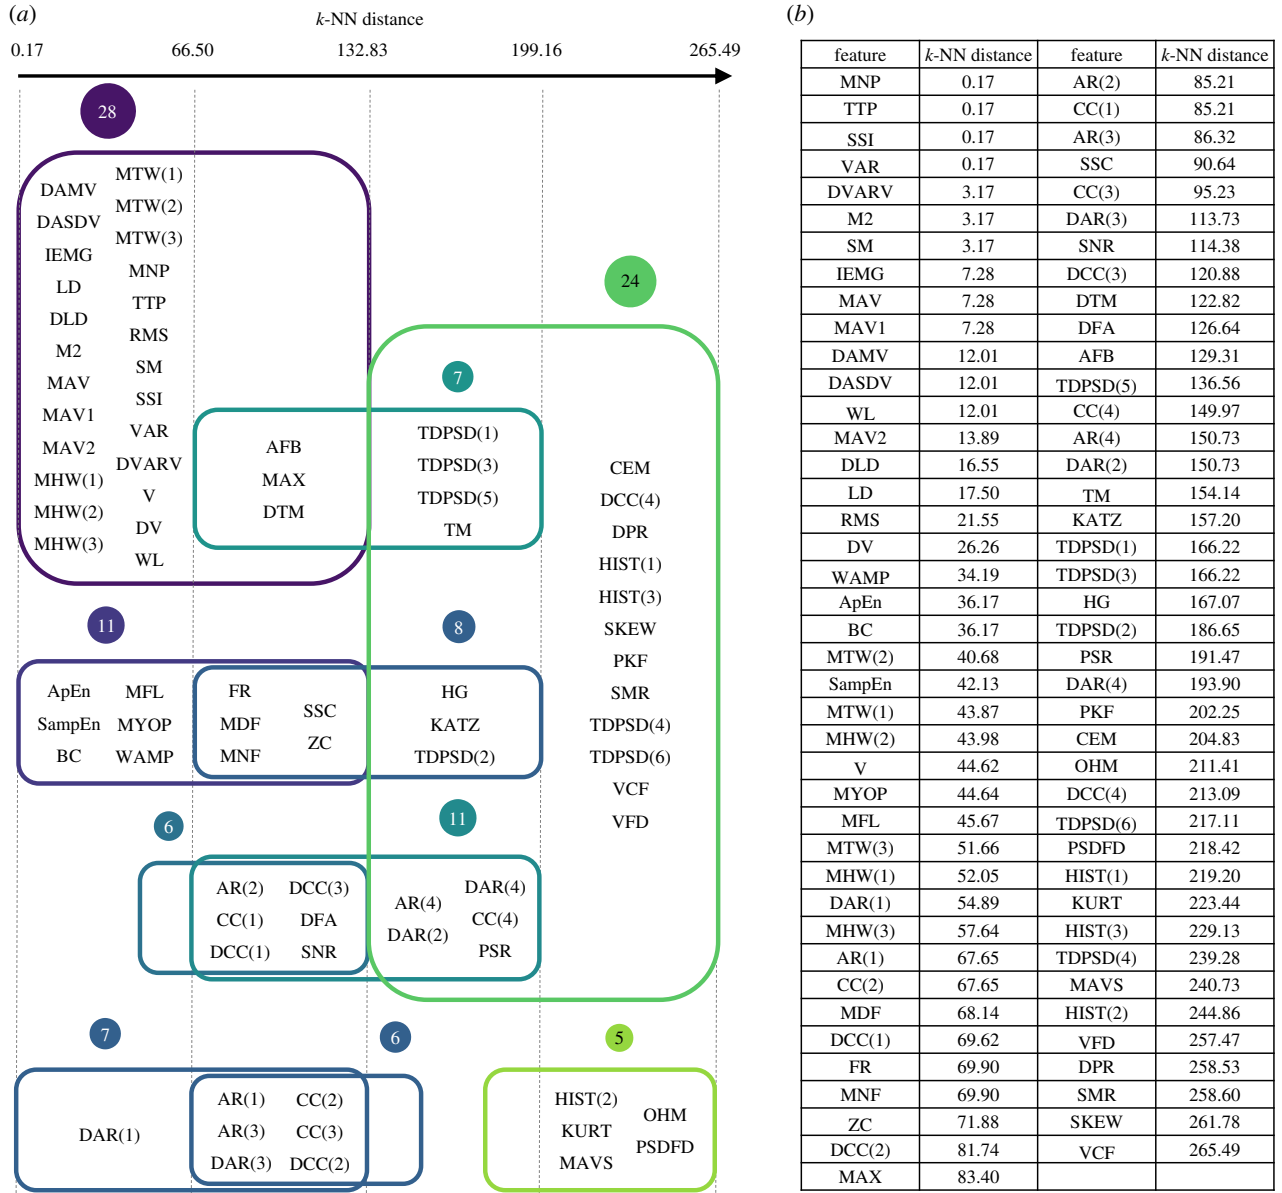 (a)
k-NN distance
0.17 66.50 132.83 199.16 265.49
28
DAMV
DASDV
IEMG
LD
DLD
M2
MAV
MAV1
MAV2
MHW(1)
MHW(2)
MHW(3)
MTW(1)
MTW(2)
MTW(3)
MNP
TTP
RMS
SM
SSI
VAR
DVARV
V
DV
WL
AFB
MAX
DTM
7
TDPSD(1)
TDPSD(3)
TDPSD(5)
TM
24
CEM
DCC(4)
DPR
HIST(1)
HIST(3)
SKEW
PKF
SMR
TDPSD(4)
TDPSD(6)
VCF
VFD
11
ApEn
SampEn
BC
MFL
MYOP
WAMP
8
FR
MDF
MNF
SSC
ZC
HG
KATZ
TDPSD(2)
6
11
AR(2)
CC(1)
DCC(1)
DCC(3)
DFA
SNR
AR(4)
DAR(2)
DAR(4)
CC(4)
PSR
7
DAR(1)
6
AR(1)
AR(3)
DAR(3)
CC(2)
CC(3)
DCC(2)
5
HIST(2)
KURT
MAVS
OHM
PSDFD
(b)
feature k-NN distance feature k-NN distance
MNP 0.17 AR(2) 85.21
TTP 0.17 CC(1) 85.21
SSI 0.17 AR(3) 86.32
VAR 0.17 SSC 90.64
DVARV 3.17 CC(3) 95.23
M2 3.17 DAR(3) 113.73
SM 3.17 SNR 114.38
IEMG 7.28 DCC(3) 120.88
MAV 7.28 DTM 122.82
MAV1 7.28 DFA 126.64
DAMV 12.01 AFB 129.31
DASDV 12.01 TDPSD(5) 136.56
WL 12.01 CC(4) 149.97
MAV2 13.89 AR(4) 150.73
DLD 16.55 DAR(2) 150.73
LD 17.50 TM 154.14
RMS 21.55 KATZ 157.20
DV 26.26 TDPSD(1) 166.22
WAMP 34.19 TDPSD(3) 166.22
ApEn 36.17 HG 167.07
BC 36.17 TDPSD(2) 186.65
MTW(2) 40.68 PSR 191.47
SampEn 42.13 DAR(4) 193.90
MTW(1) 43.87 PKF 202.25
MHW(2) 43.98 CEM 204.83
V 44.62 OHM 211.41
MYOP 44.64 DCC(4) 213.09
MFL 45.67 TDPSD(6) 217.11
MTW(3) 51.66 PSDFD 218.42
MHW(1) 52.05 HIST(1) 219.20
DAR(1) 54.89 KURT 223.44
MHW(3) 57.64 HIST(3) 229.13
AR(1) 67.65 TDPSD(4) 239.28
CC(2) 67.65 MAVS 240.73
MDF 68.14 HIST(2) 244.86
DCC(1) 69.62 VFD 257.47
FR 69.90 DPR 258.53
MNF 69.90 SMR 258.60
ZC 71.88 SKEW 261.78
DCC(2) 81.74 VCF 265.49
MAX 83.40